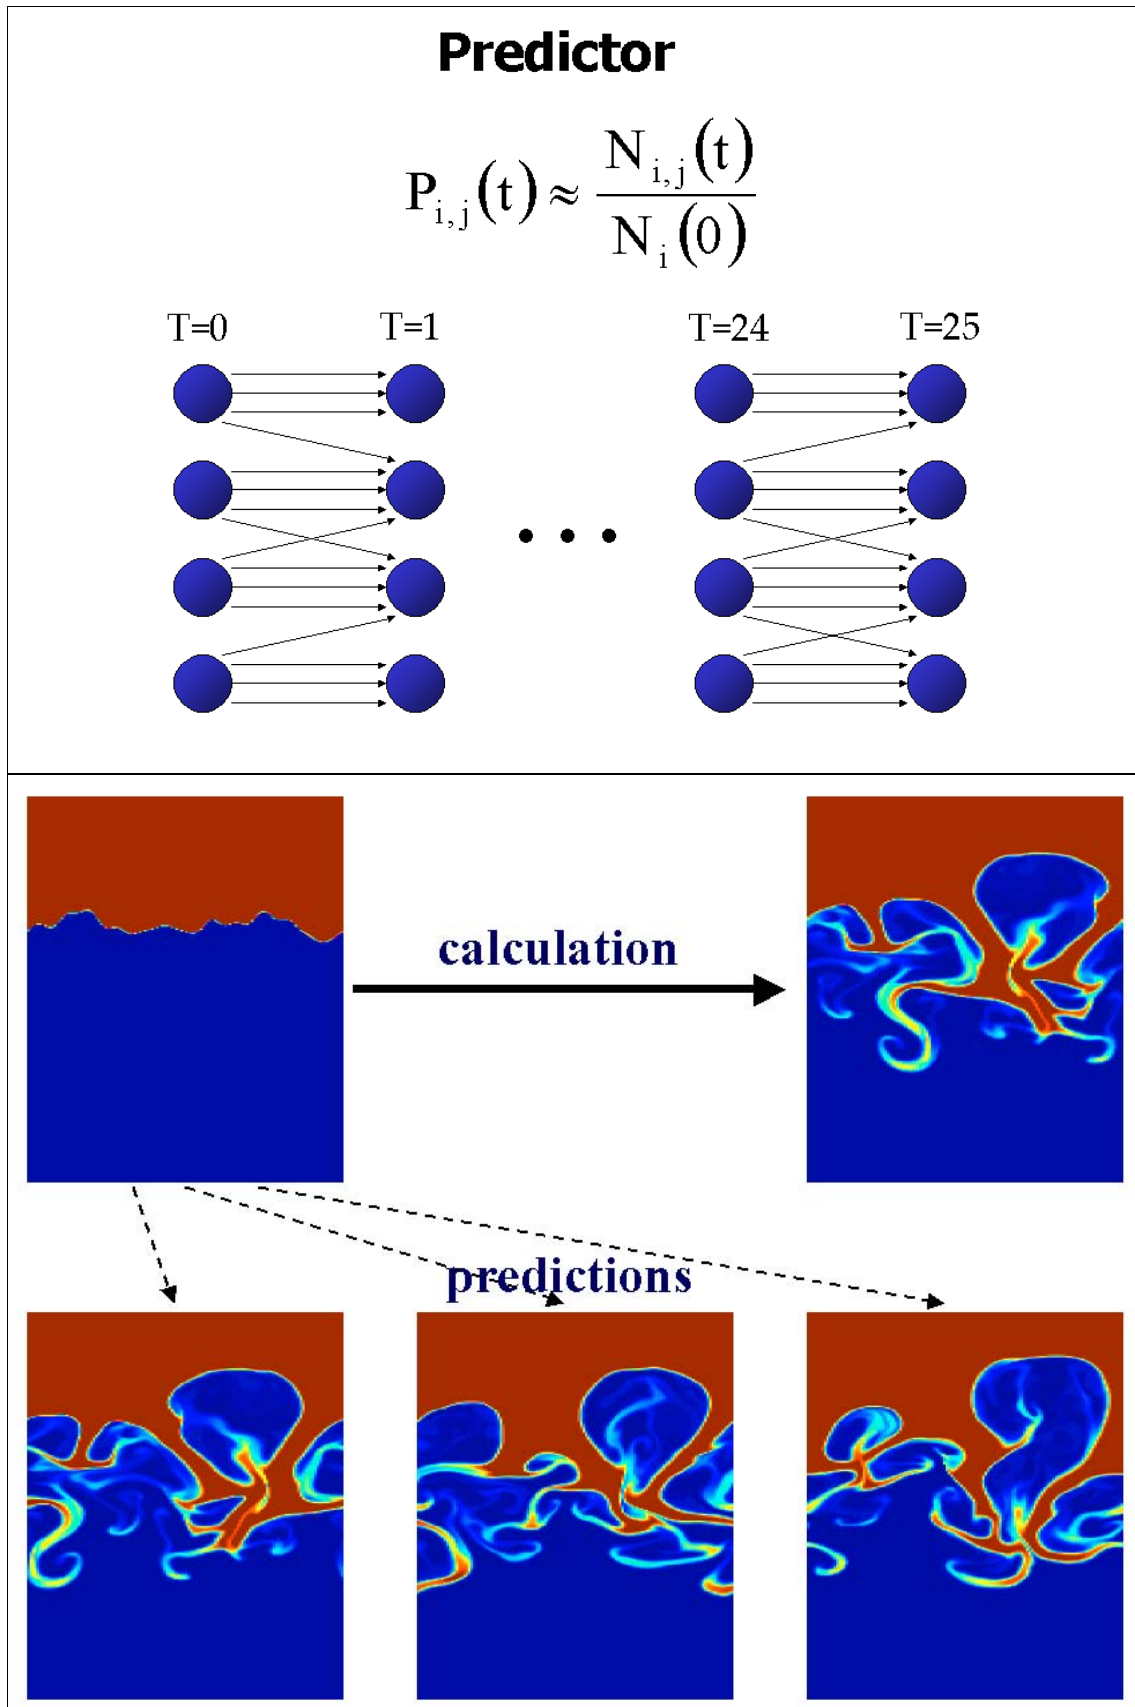 Predictor
P_{i,j}(t) ≈ N_{i,j}(t) / N_i(0)
T=0 T=1 T=24 T=25
calculation
predictions